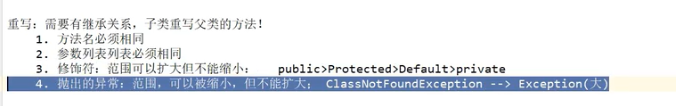 重写：需要有继承关系，子类重写父类的方法！
1. 方法名必须相同
2. 参数列表列表必须相同
3. 修饰符：范围可以扩大但不能缩小： public>Protected>Default>private
4. 抛出的异常：范围，可以被缩小，但不能扩大； ClassNotFoundException --> Exception(大)